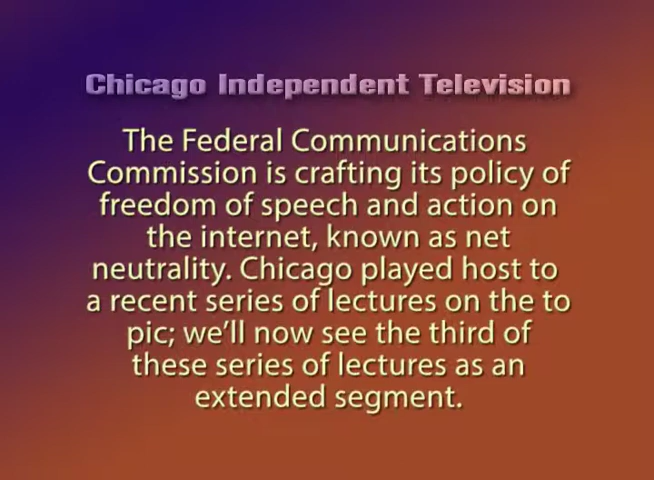 Chicago Independent Television
The Federal Communications
Commission is crafting its policy of
freedom of speech and action on
the internet, known as net
neutrality. Chicago played host to
a recent series of lectures on the to
pic; we'll now see the third of
these series of lectures as an
extended segment.